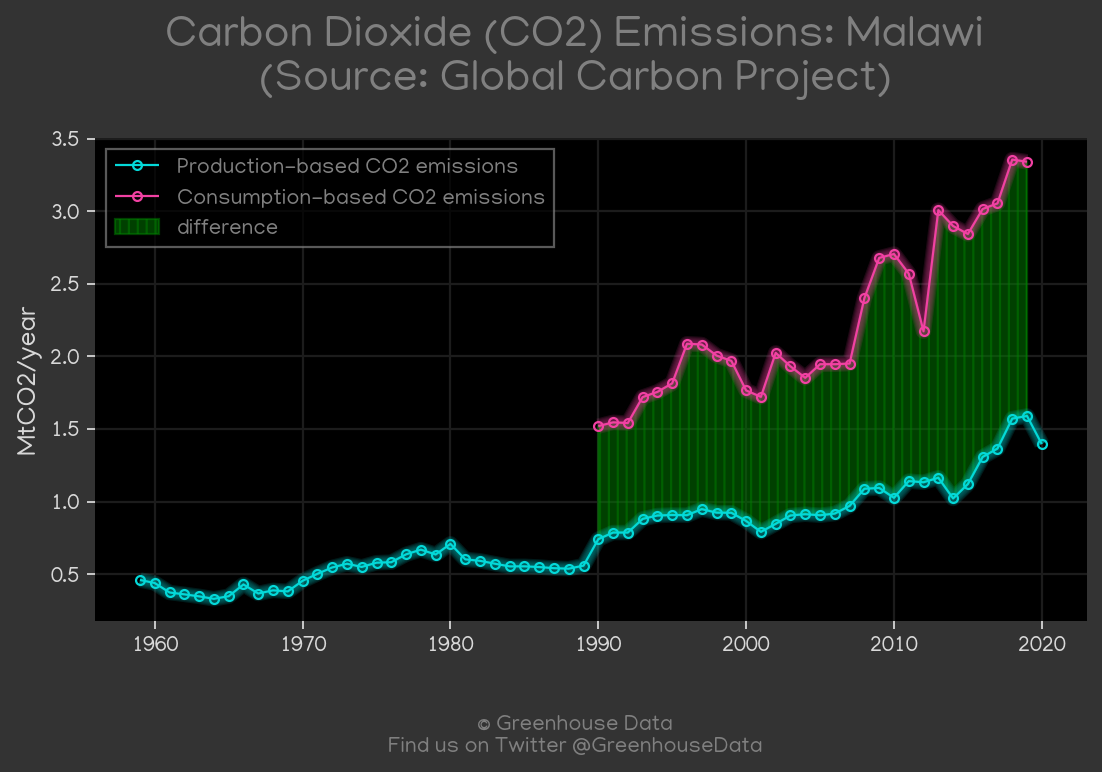 Carbon Dioxide (CO2) Emissions: Malawi
(Source: Global Carbon Project)
3.5
3.0
2.5
2.0
1.5
1.0
0.5
MtCO2/year
Production-based CO2 emissions
Consumption-based CO2 emissions
difference
1960 1970 1980 1990 2000 2010 2020
© Greenhouse Data
Find us on Twitter @GreenhouseData